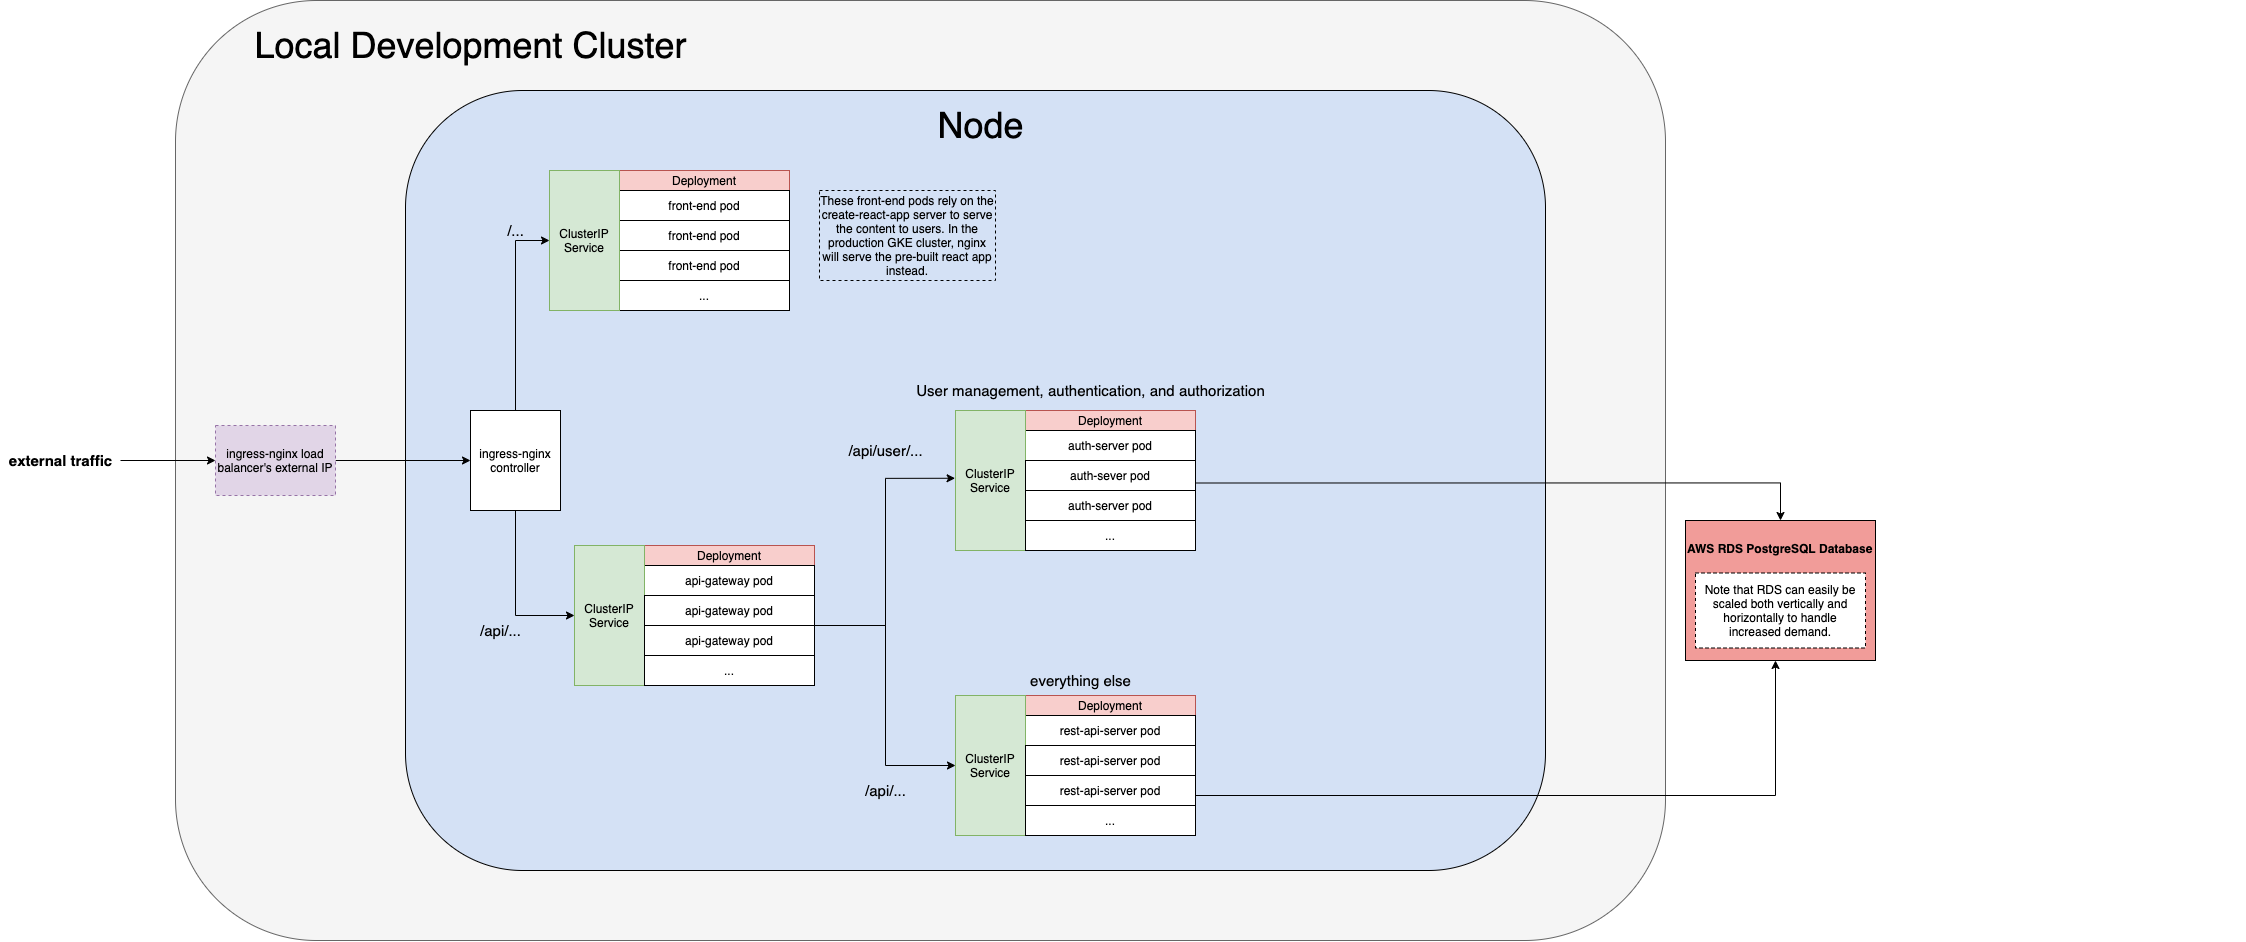 Local Development Cluster
Node
Deployment
front-end pod
front-end pod
front-end pod
...
ClusterIP
Service
/...
These front-end pods rely on the
create-react-app server to serve
the content to users. In the
production GKE cluster, nginx
will serve the pre-built react app
instead.
external traffic
ingress-nginx load
balancer's external IP
ingress-nginx
controller
/api/...
ClusterIP
Service
Deployment
api-gateway pod
api-gateway pod
api-gateway pod
...
User management, authentication, and authorization
/api/user/...
ClusterIP
Service
Deployment
auth-server pod
auth-sever pod
auth-server pod
...
everything else
/api/...
ClusterIP
Service
Deployment
rest-api-server pod
rest-api-server pod
rest-api-server pod
...
AWS RDS PostgreSQL Database
Note that RDS can easily be
scaled both vertically and
horizontally to handle
increased demand.